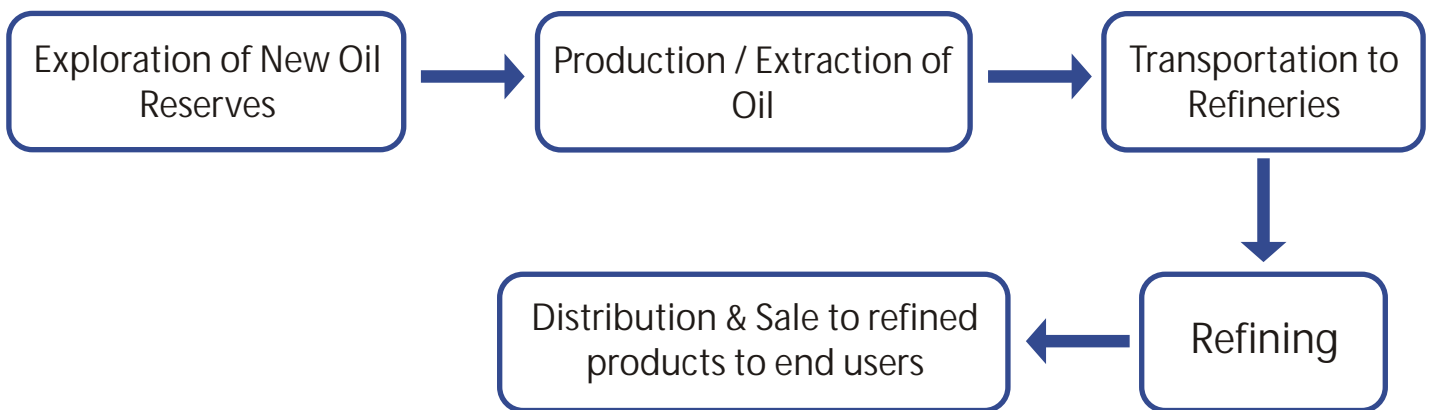 Exploration of New Oil
Reserves
Production / Extraction of
Oil
Transportation to
Refineries
Refining
Distribution & Sale to refined
products to end users